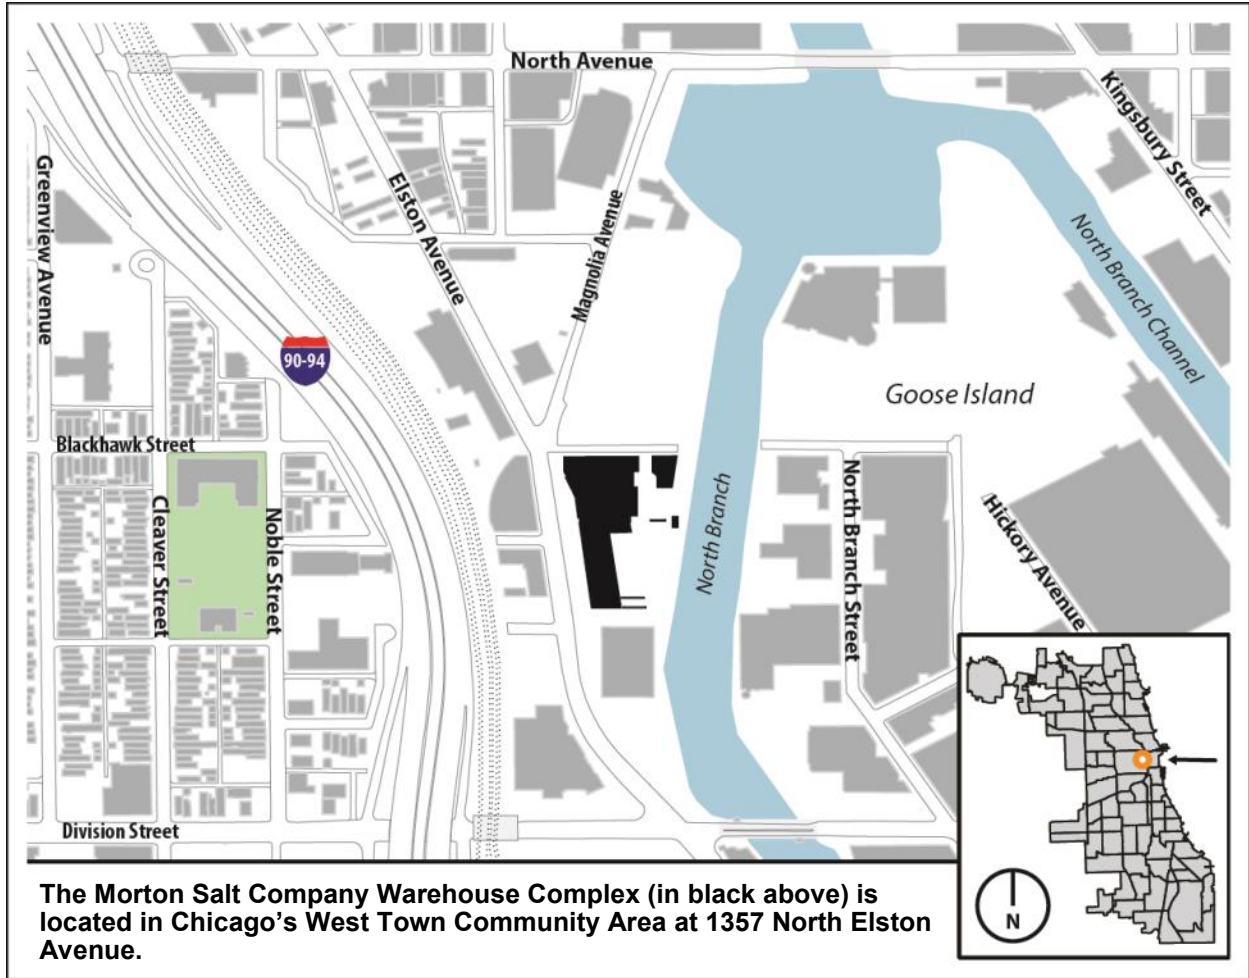 North Avenue
Kingsbury Street
Greenview Avenue
Elston Avenue
Magnolia Avenue
North Branch Channel
90-94
Goose Island
Blackhawk Street
Cleaver Street
Noble Street
North Branch
North Branch Street
Hickory Avenue
Division Street
N
The Morton Salt Company Warehouse Complex (in black above) is
located in Chicago’s West Town Community Area at 1357 North Elston
Avenue.